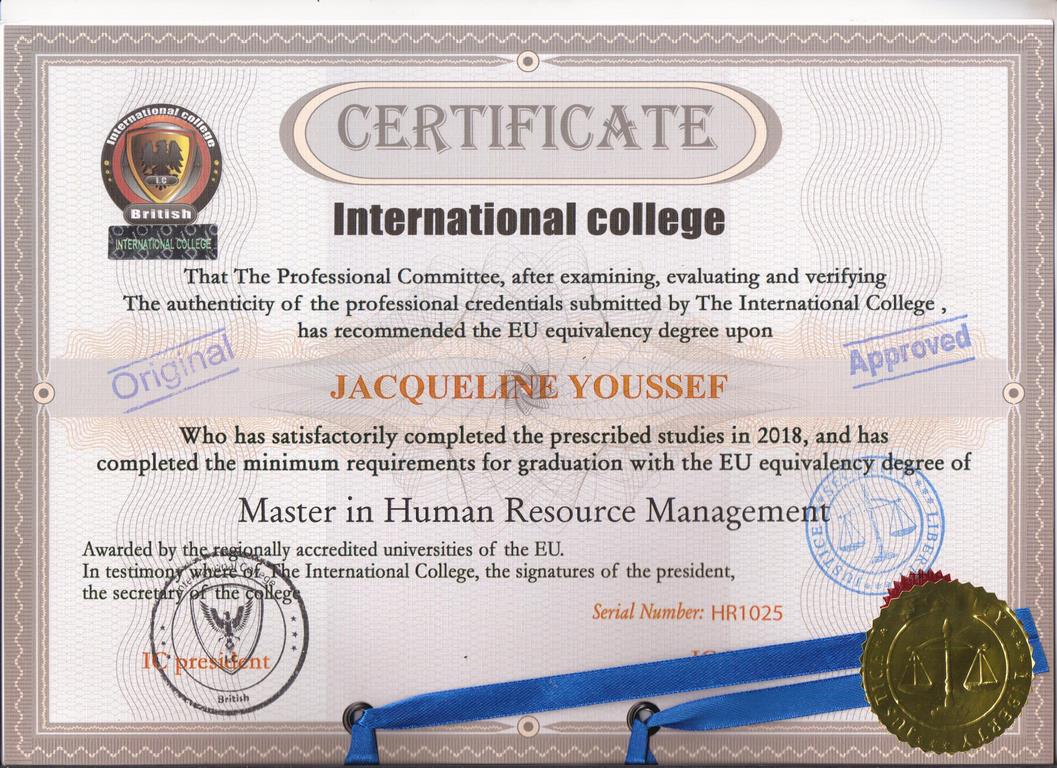 CERTIFICATE
International college
I.C
British
INTERNATIONAL COLLEGE
International college
That The Professional Committee, after examining, evaluating and verifying
The authenticity of the professional credentials submitted by The International College ,
has recommended the EU equivalency degree upon
Original
Approved
JACQUELINE YOUSSEF
Who has satisfactorily completed the prescribed studies in 2018, and has
completed the minimum requirements for graduation with the EU equivalency degree of
Master in Human Resource Management
JUSTICE SECURITY LIBERTY
Awarded by the regionally accredited universities of the EU.
In testimony where of The International College, the signatures of the president,
the secretary of the college
International College
British
Serial Number: HR1025
IC president